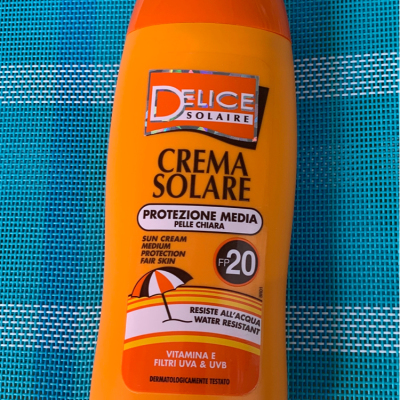 DELICE
SOLAIRE
CREMA
SOLARE
PROTEZIONE MEDIA
PELLE CHIARA
SUN CREAM
MEDIUM
PROTECTION
FAIR SKIN
FP20
RESISTE ALL'ACQUA
WATER RESISTANT
VITAMINA E
FILTRI UVA & UVB
DERMATOLOGICAMENTE TESTATO